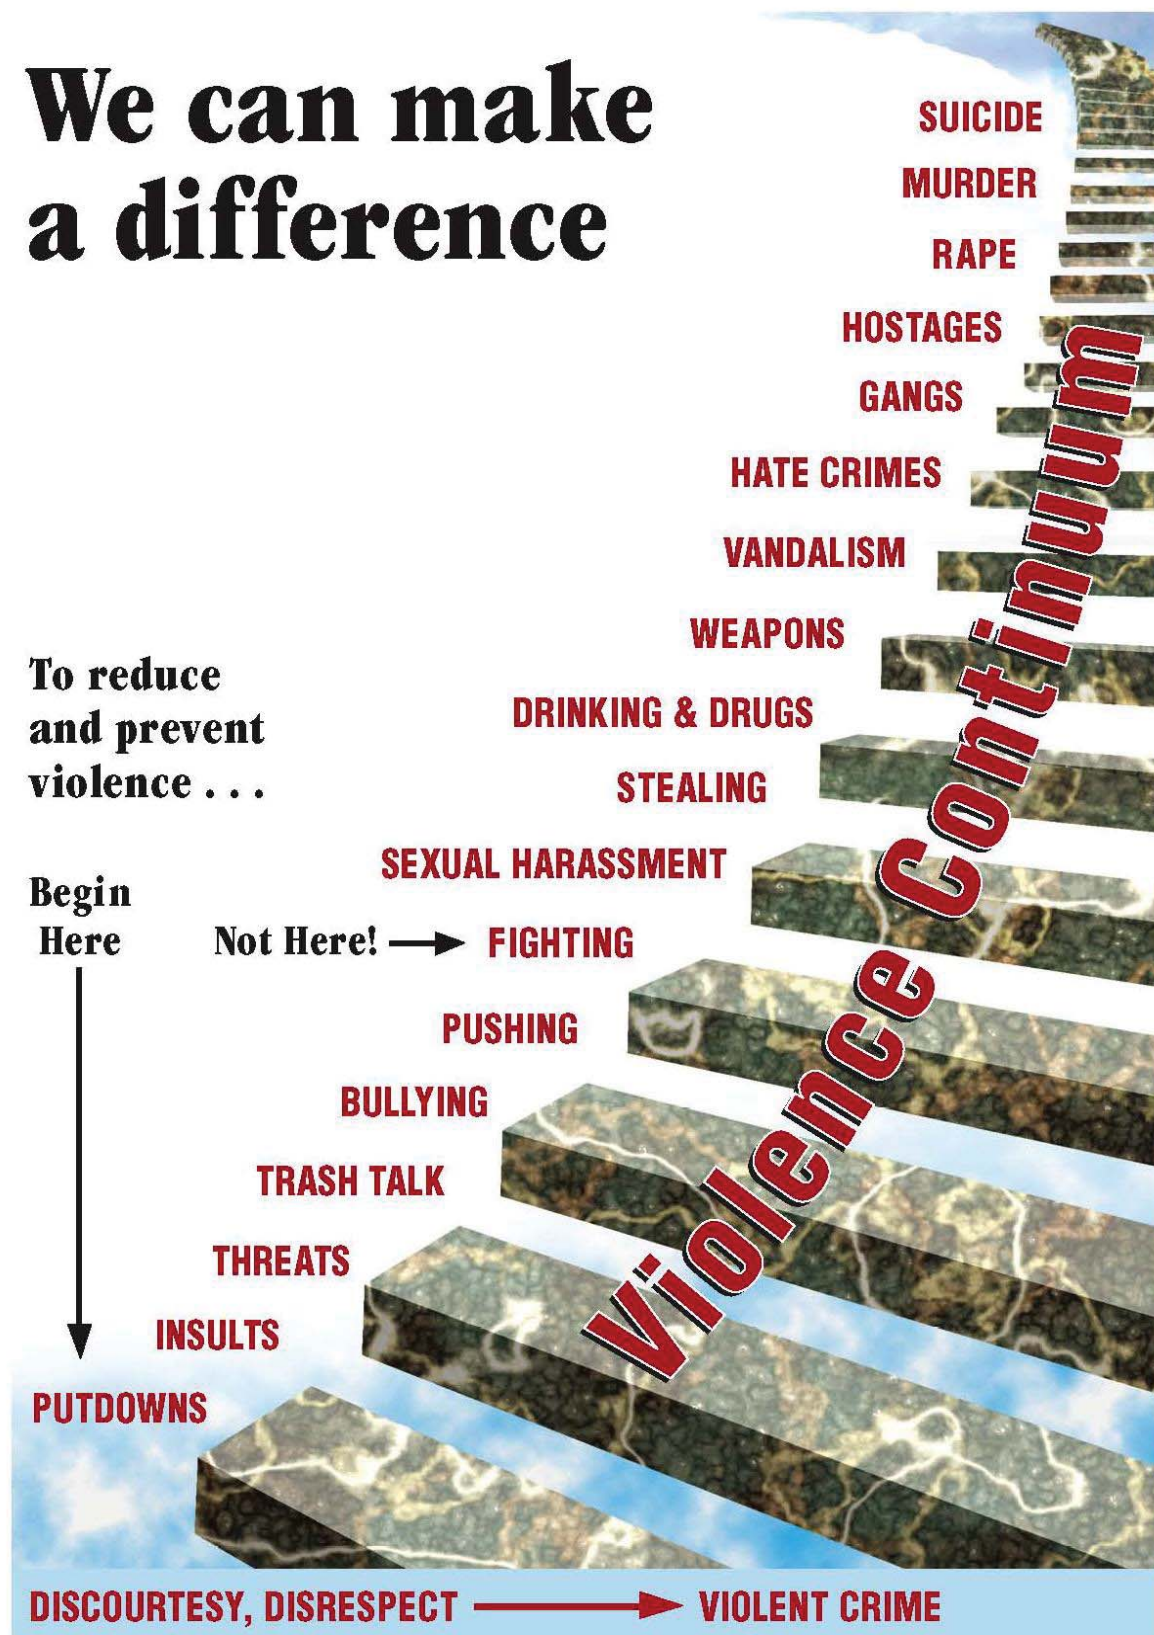 We can make
a difference
SUICIDE
MURDER
RAPE
HOSTAGES
GANGS
HATE CRIMES
VANDALISM
WEAPONS
DRINKING & DRUGS
STEALING
SEXUAL HARASSMENT
FIGHTING
PUSHING
BULLYING
TRASH TALK
THREATS
INSULTS
PUTDOWNS
Violence Continuum
To reduce
and prevent
violence . . .
Begin
Here
Not Here!
DISCOURTESY, DISRESPECT
VIOLENT CRIME